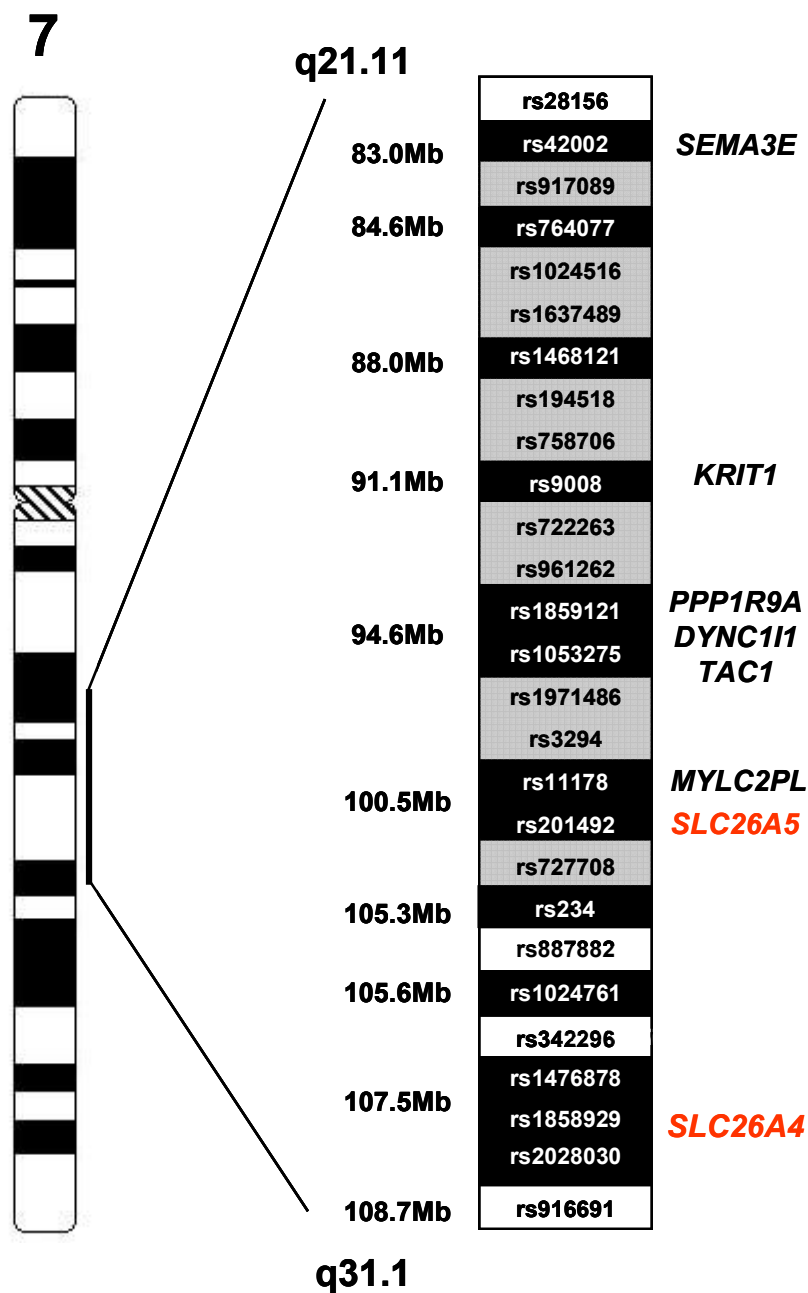 7
q21.11
rs28156
83.0Mb rs42002 SEMA3E
rs917089
84.6Mb rs764077
rs1024516
rs1637489
88.0Mb rs1468121
rs194518
rs758706
91.1Mb rs9008 KRIT1
rs722263
rs961262
rs1859121 PPP1R9A
94.6Mb DYNC1I1
rs1053275 TAC1
rs1971486
rs3294
rs11178 MYLC2PL
100.5Mb
rs201492 SLC26A5
rs727708
105.3Mb rs234
rs887882
105.6Mb rs1024761
rs342296
rs1476878
107.5Mb
rs1858929 SLC26A4
rs2028030
108.7Mb rs916691
q31.1